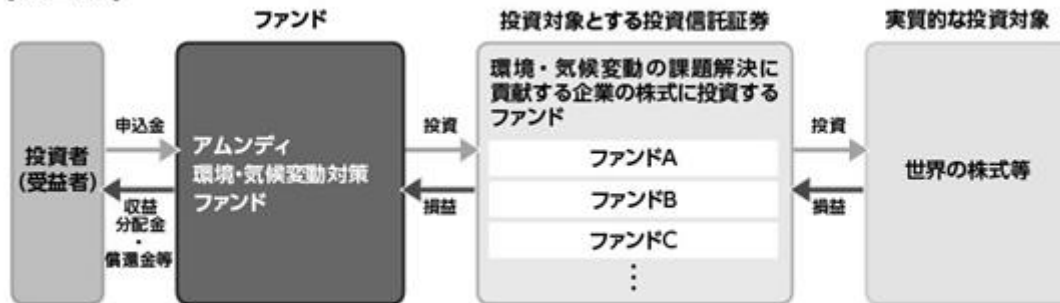 ファンド
投資対象とする投資信託証券
実質的な投資対象
投資者
(受益者)
申込金
収益
分配金
・
償還金等
アムンディ
環境・気候変動対策
ファンド
投資
損益
環境・気候変動の課題解決に
貢献する企業の株式に投資する
ファンド
ファンドA
ファンドB
ファンドC
⋮
投資
損益
世界の株式等